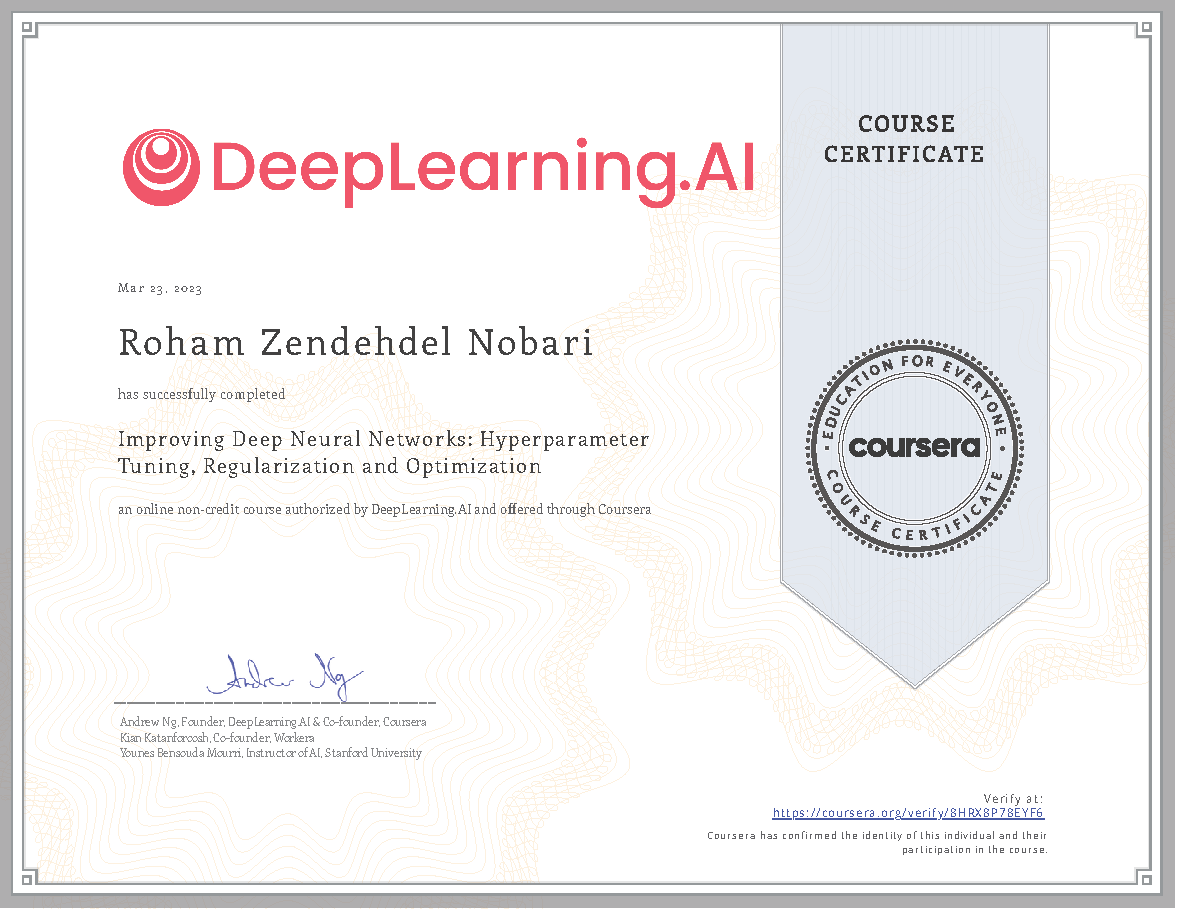 DeepLearning.AI
COURSE
CERTIFICATE
Mar 23, 2023
Roham Zendehdel Nobari
has successfully completed
Improving Deep Neural Networks: Hyperparameter
Tuning, Regularization and Optimization
an online non-credit course authorized by DeepLearning.AI and offered through Coursera
EDUCATION FOR EVERYONE
coursera
COURSE CERTIFICATE
Andrew Ng
Andrew Ng, Founder, DeepLearning.AI & Co-founder, Coursera
Kian Katanforoosh, Co-founder, Workera
Younes Bensouda Mourri, Instructor of AI, Stanford University
Verify at:
https://coursera.org/verify/8HRX8P78EYF6
Coursera has confirmed the identity of this individual and their
participation in the course.